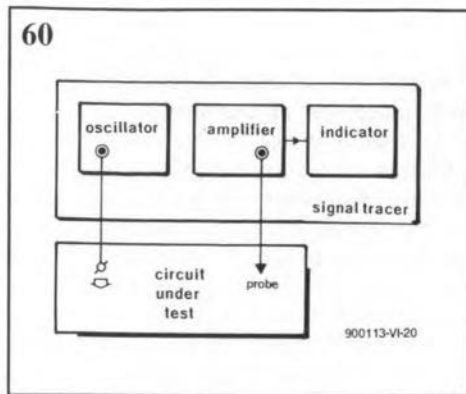 60
oscillator
amplifier
indicator
signal tracer
circuit
under
test
probe
900113-VI-20